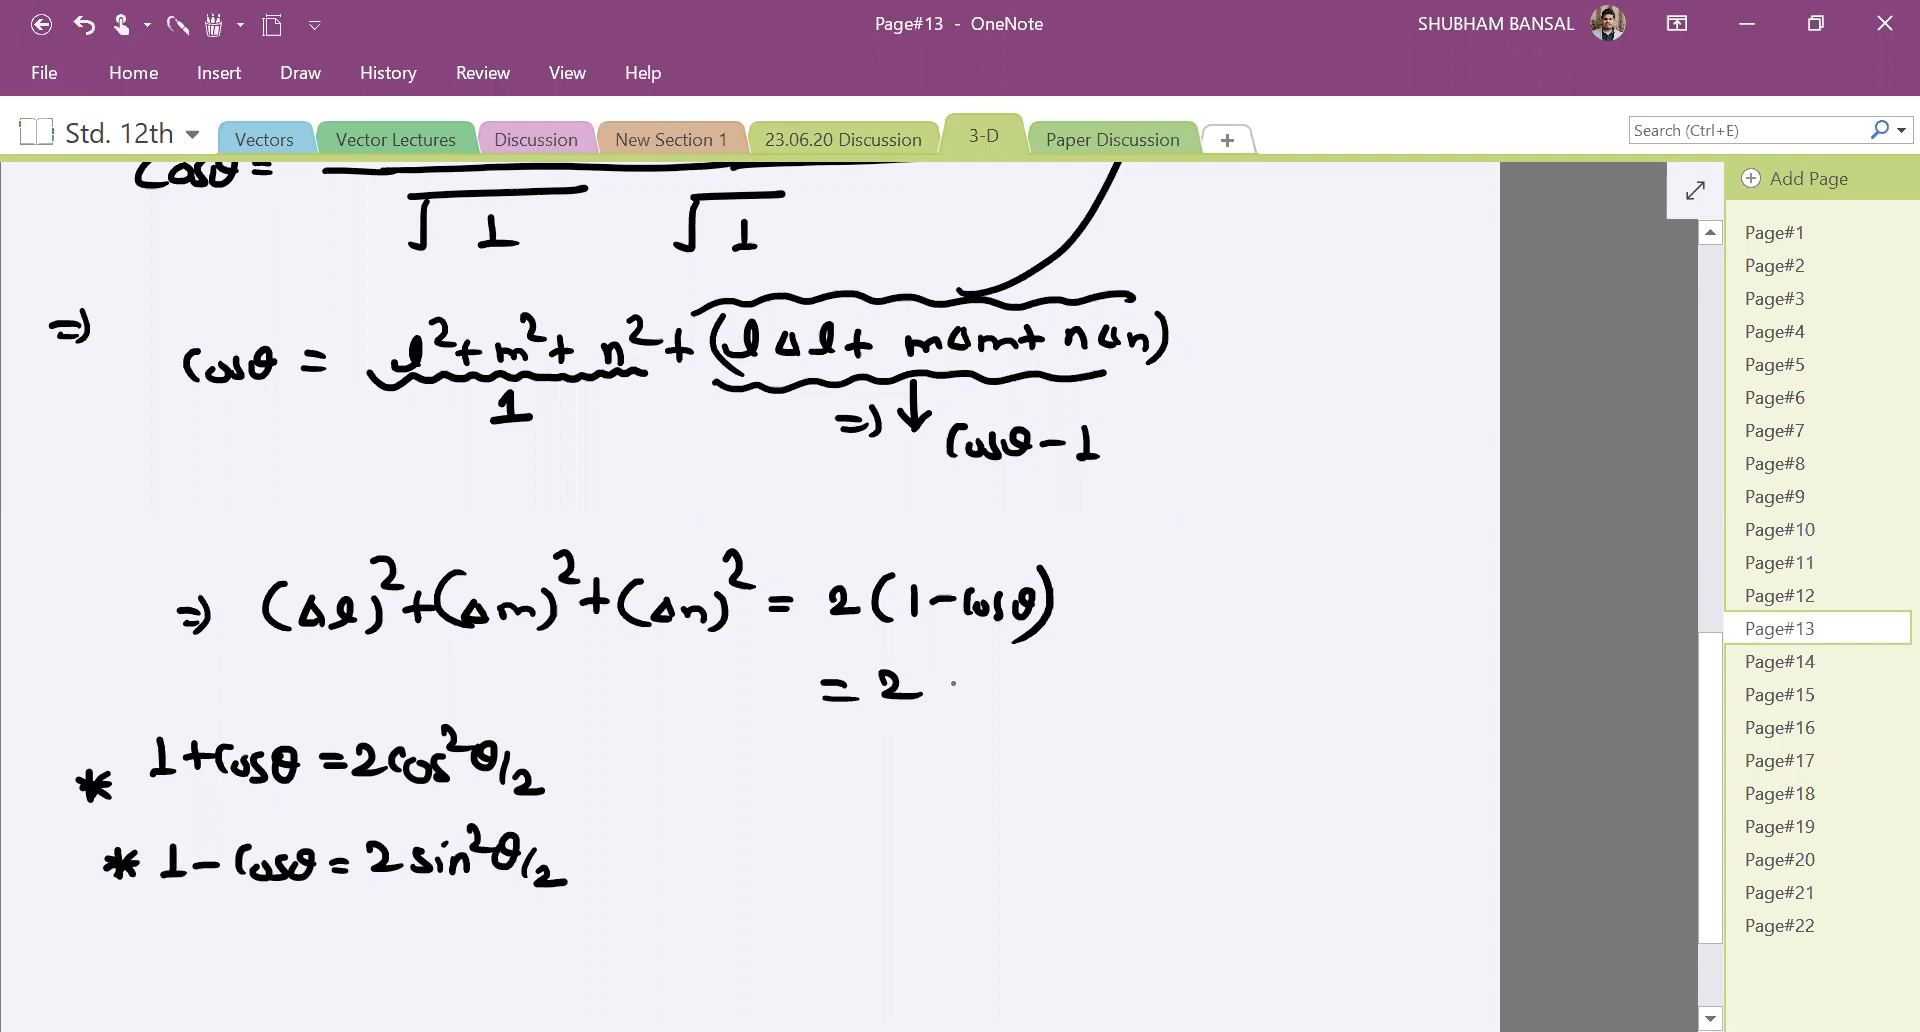 Page#13 - OneNote
SHUBHAM BANSAL
File Home Insert Draw History Review View Help
Std. 12th
Vectors Vector Lectures Discussion New Section 1 23.06.20 Discussion 3-D Paper Discussion +
Search (Ctrl+E)
Add Page
Page#1
Page#2
Page#3
Page#4
Page#5
Page#6
Page#7
Page#8
Page#9
Page#10
Page#11
Page#12
Page#13
Page#14
Page#15
Page#16
Page#17
Page#18
Page#19
Page#20
Page#21
Page#22
Cosθ =
√1 √1
⇒ Cosθ = l² + m² + n² + (lΔl + mΔm + nΔn)
1 ⇒ ↓ Cosθ - 1
⇒ (Δl)² + (Δm)² + (Δn)² = 2(1 - cosθ)
= 2
* 1 + Cosθ = 2 Cos² θ/2
* 1 - Cosθ = 2 sin² θ/2